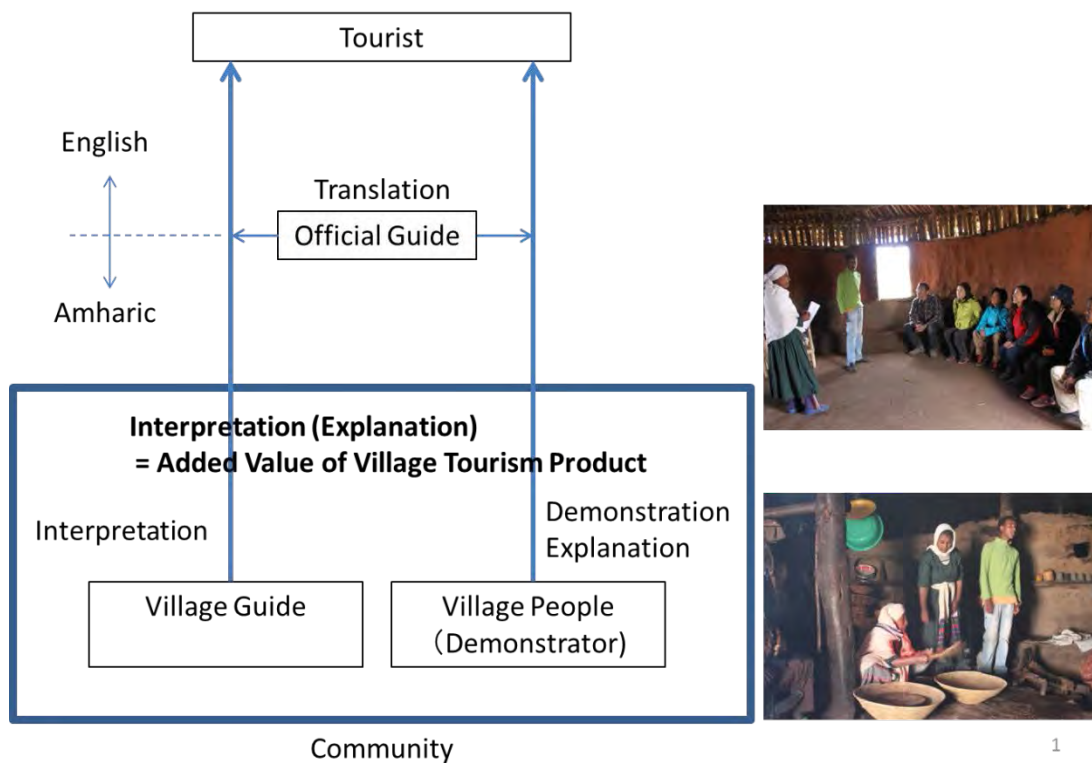 Tourist
English
Translation
Official Guide
Amharic
Interpretation (Explanation)
= Added Value of Village Tourism Product
Interpretation
Demonstration
Explanation
Village Guide
Village People
（Demonstrator)
Community
1